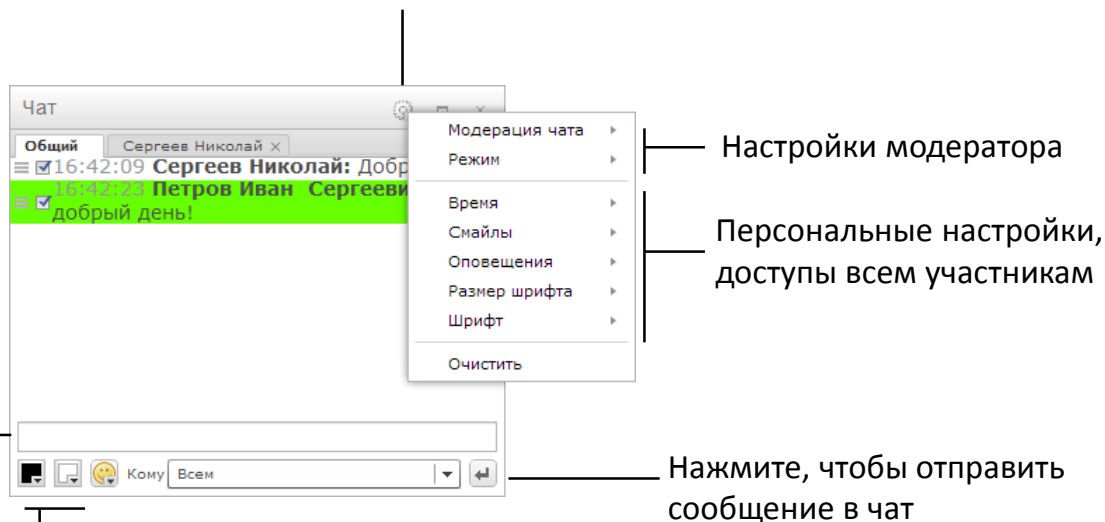 Чат
Общий
Сергеев Николай ×
16:42:09 Сергеев Николай: Добр
16:42:23 Петров Иван Сергееви
добрый день!
Модерация чата
Режим
Время
Смайлы
Оповещения
Размер шрифта
Шрифт
Очистить
Настройки модератора
Персональные настройки,
доступы всем участникам
Кому
Всем
Нажмите, чтобы отправить
сообщение в чат